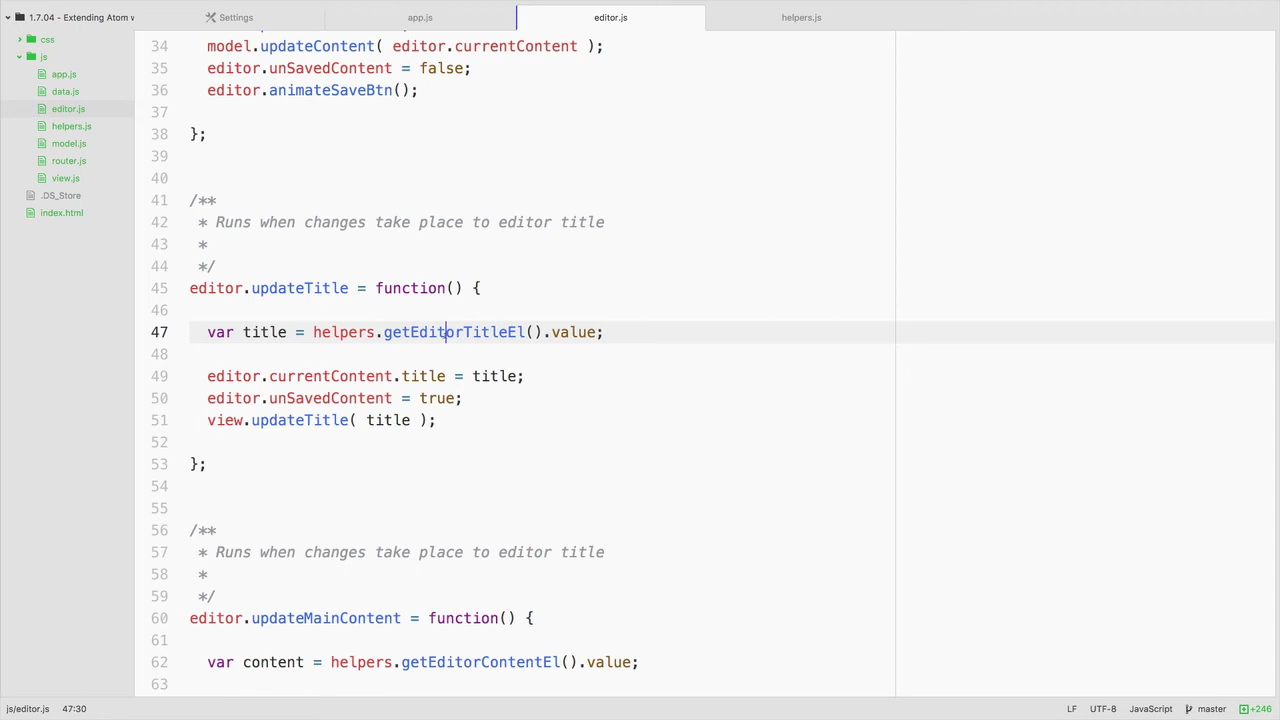 1.7.04 - Extending Atom w
Settings
app.js
editor.js
helpers.js
css
js
app.js
data.js
editor.js
helpers.js
model.js
router.js
view.js
.DS_Store
index.html
34 model.updateContent( editor.currentContent );
35 editor.unSavedContent = false;
36 editor.animateSaveBtn();
37
38 };
39
40
41 /**
42 * Runs when changes take place to editor title
43 *
44 */
45 editor.updateTitle = function() {
46
47 var title = helpers.getEditorTitleEl().value;
48
49 editor.currentContent.title = title;
50 editor.unSavedContent = true;
51 view.updateTitle( title );
52
53 };
54
55
56 /**
57 * Runs when changes take place to editor title
58 *
59 */
60 editor.updateMainContent = function() {
61
62 var content = helpers.getEditorContentEl().value;
63
js/editor.js 47:30 LF UTF-8 JavaScript master +246